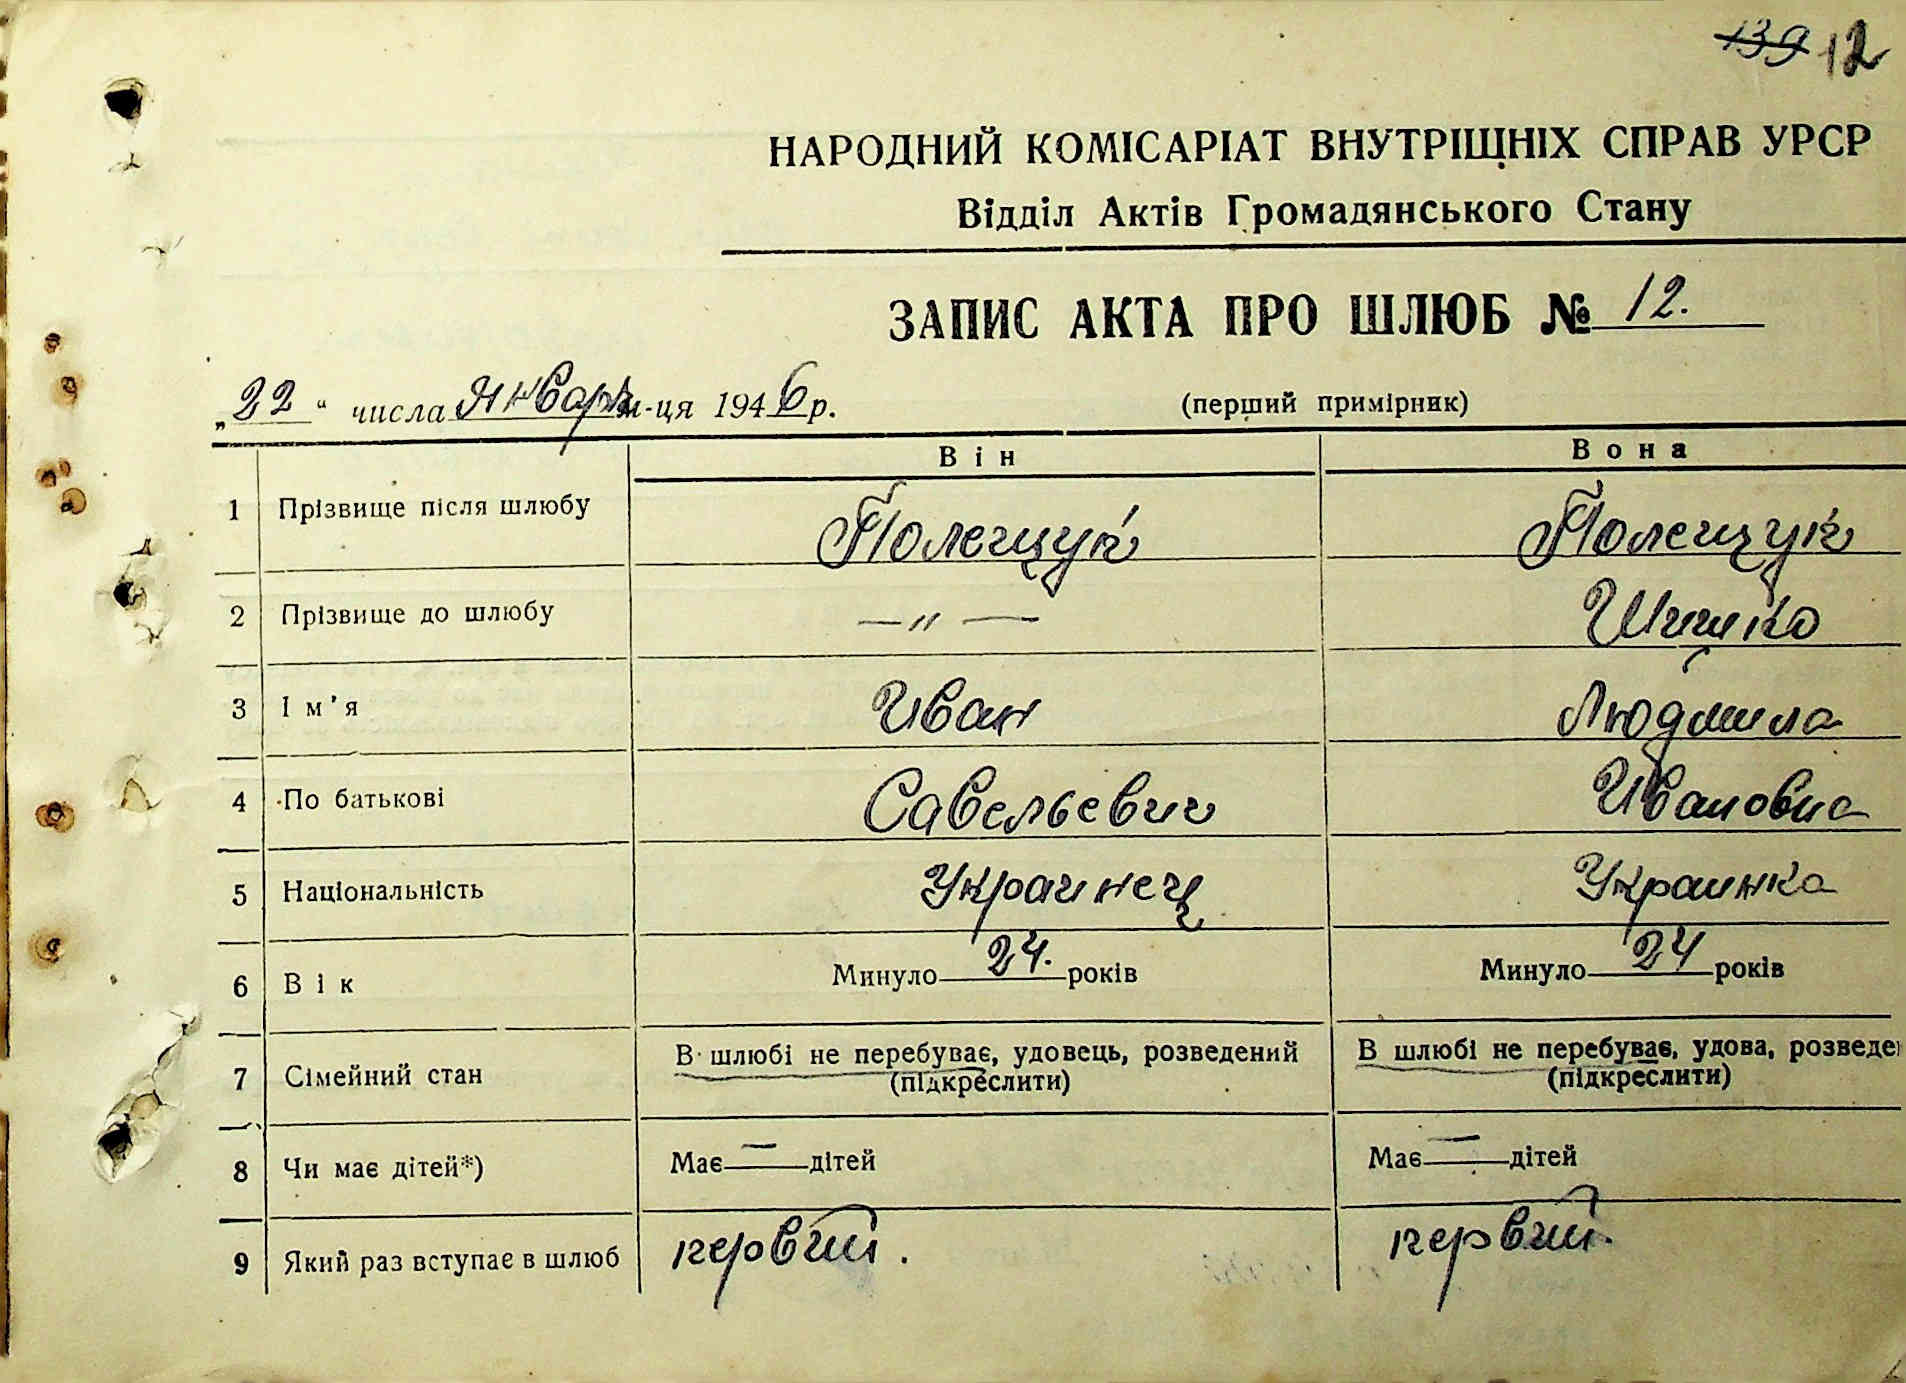 139 12
НАРОДНИЙ КОМІСАРІАТ ВНУТРІШНІХ СПРАВ УРСР
Відділ Актів Громадянського Стану
ЗАПИС АКТА ПРО ШЛЮБ № 12.
„22“ числа Январь м-ця 1946 р. (перший примірник)
Він Вона
1 Прізвище після шлюбу Полещук Полещук
2 Прізвище до шлюбу —〃— Шишко
3 Ім'я Иван Людмила
4 По батькові Савельевич Ивановна
5 Національність Украинец Украинка
6 Вік Минуло 24. років Минуло 24 років
7 Сімейний стан В шлюбі не перебуває, удовець, розведений В шлюбі не перебуває, удова, розведе
(підкреслити) (підкреслити)
8 Чи має дітей*) Має — дітей Має — дітей
9 Який раз вступає в шлюб первый. первый.